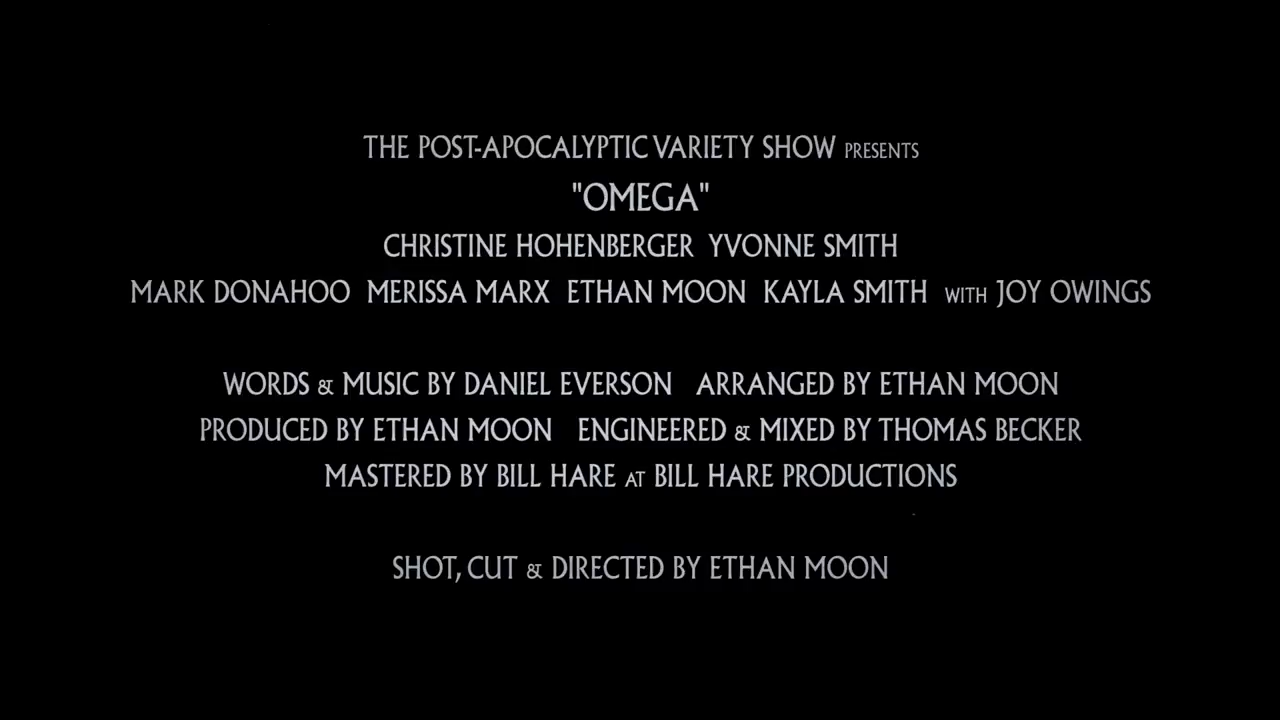 THE POST-APOCALYPTIC VARIETY SHOW PRESENTS
"OMEGA"
CHRISTINE HOHENBERGER YVONNE SMITH
MARK DONAHOO MERISSA MARX ETHAN MOON KAYLA SMITH WITH JOY OWINGS
WORDS & MUSIC BY DANIEL EVERSON ARRANGED BY ETHAN MOON
PRODUCED BY ETHAN MOON ENGINEERED & MIXED BY THOMAS BECKER
MASTERED BY BILL HARE AT BILL HARE PRODUCTIONS
SHOT, CUT & DIRECTED BY ETHAN MOON